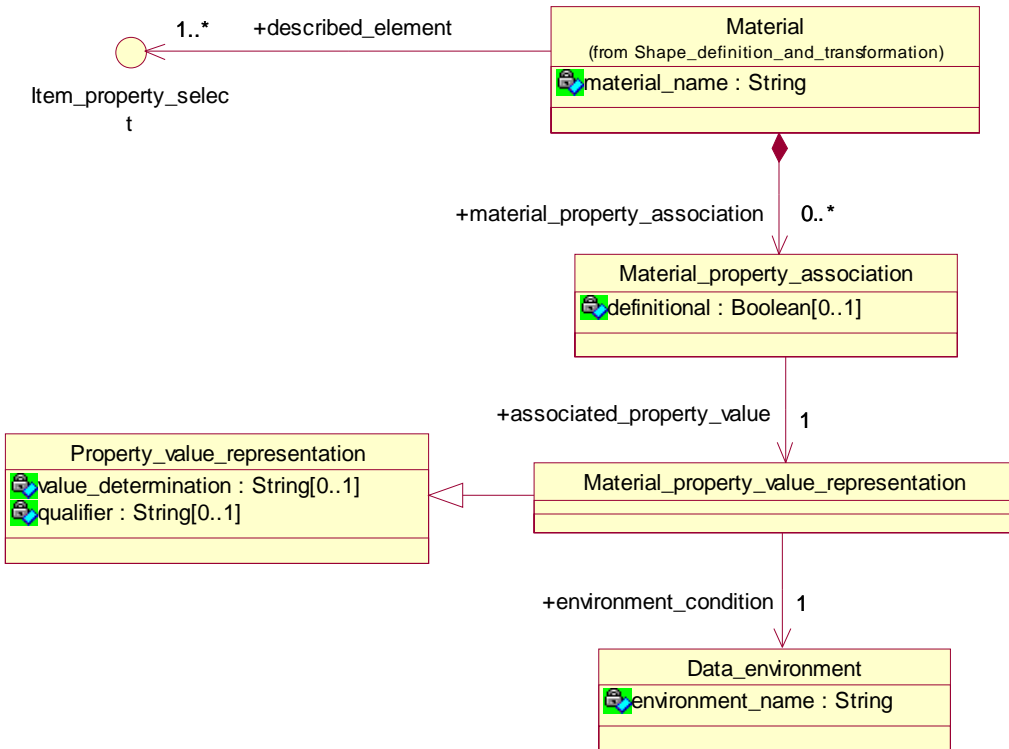 1..*
+described_element
Material
(from Shape_definition_and_transformation)
material_name : String
Item_property_selec
t
+material_property_association
0..*
Material_property_association
definitional : Boolean[0..1]
+associated_property_value
1
Property_value_representation
value_determination : String[0..1]
qualifier : String[0..1]
Material_property_value_representation
+environment_condition
1
Data_environment
environment_name : String